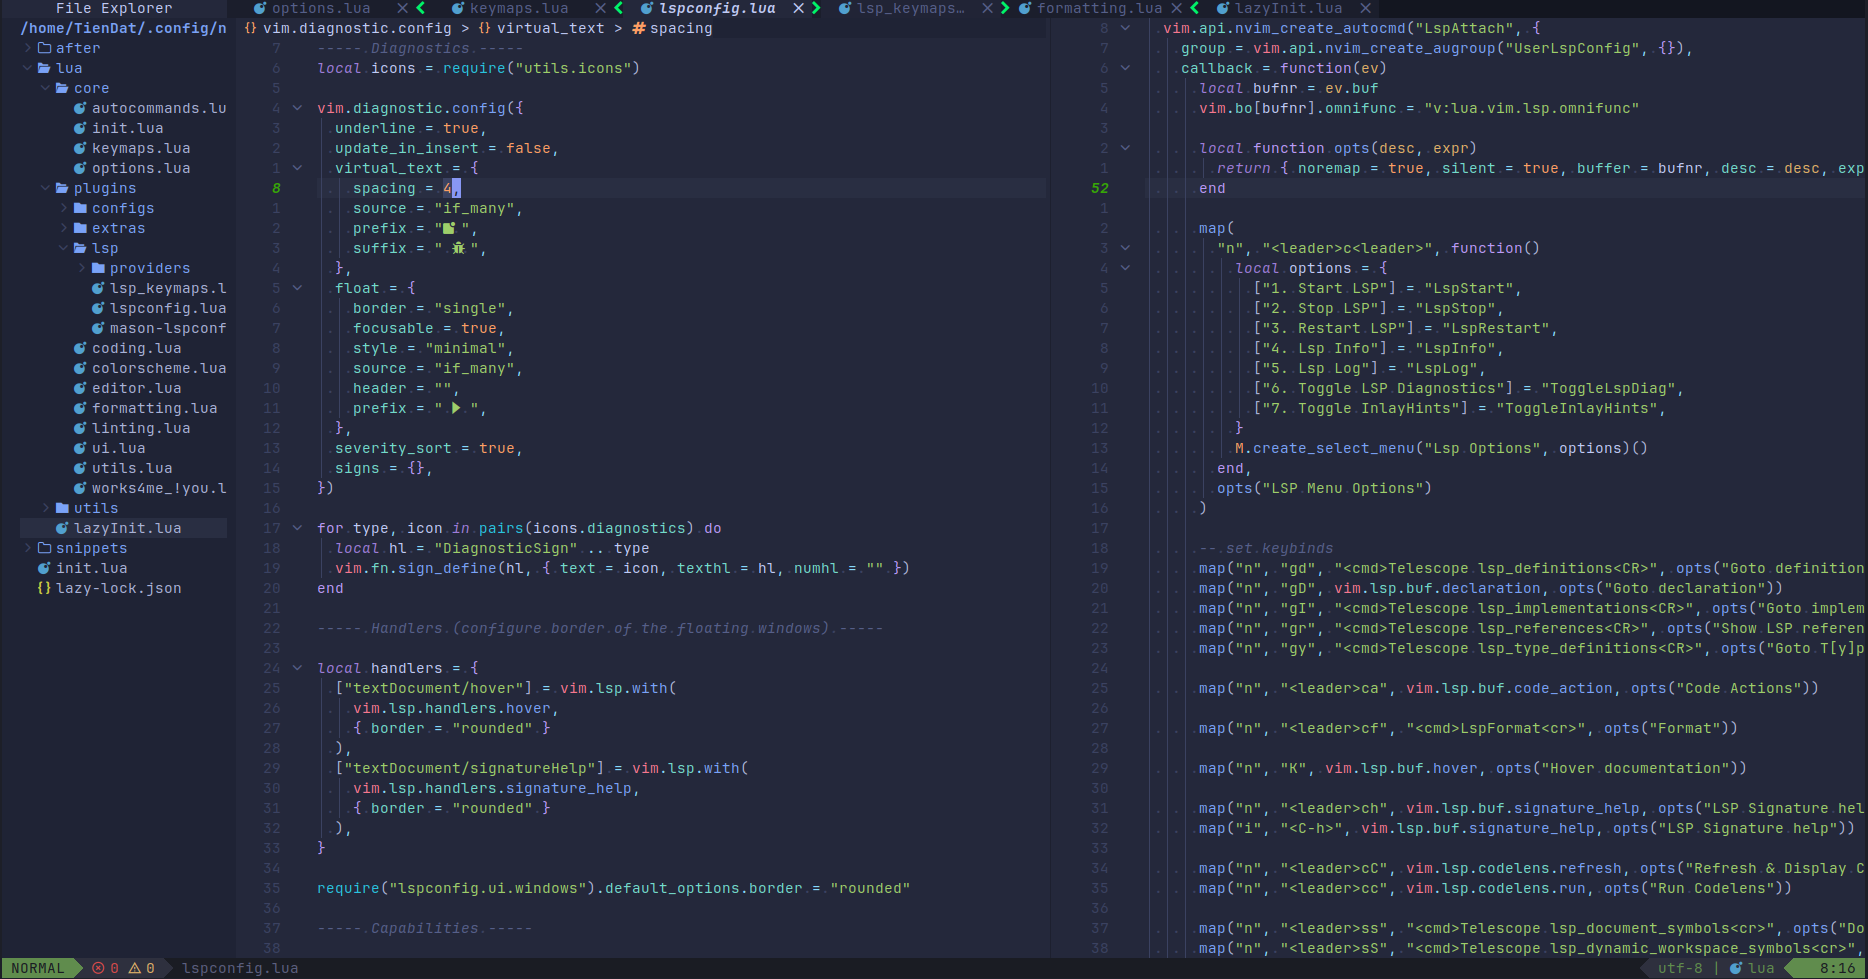 File Explorer
options.lua
keymaps.lua
lspconfig.lua
lsp_keymaps…
formatting.lua
lazyInit.lua
/home/TienDat/.config/n
after
lua
core
autocommands.lu
init.lua
keymaps.lua
options.lua
plugins
configs
extras
lsp
providers
lsp_keymaps.l
lspconfig.lua
mason-lspconf
coding.lua
colorscheme.lua
editor.lua
formatting.lua
linting.lua
ui.lua
utils.lua
works4me_!you.l
utils
lazyInit.lua
snippets
init.lua
{} lazy-lock.json
{} vim.diagnostic.config > {} virtual_text > # spacing
7 ----- Diagnostics -----
6 local icons = require("utils.icons")
5
4 vim.diagnostic.config({
3 underline = true,
2 update_in_insert = false,
1 virtual_text = {
8 spacing = 4,
1 source = "if_many",
2 prefix = " ",
3 suffix = " ",
4 },
5 float = {
6 border = "single",
7 focusable = true,
8 style = "minimal",
9 source = "if_many",
10 header = "",
11 prefix = " ▶ ",
12 },
13 severity_sort = true,
14 signs = {},
15 })
16
17 for type, icon in pairs(icons.diagnostics) do
18 local hl = "DiagnosticSign" .. type
19 vim.fn.sign_define(hl, { text = icon, texthl = hl, numhl = "" })
20 end
21
22 ----- Handlers (configure border of the floating windows) -----
23
24 local handlers = {
25 ["textDocument/hover"] = vim.lsp.with(
26 vim.lsp.handlers.hover,
27 { border = "rounded" }
28 ),
29 ["textDocument/signatureHelp"] = vim.lsp.with(
30 vim.lsp.handlers.signature_help,
31 { border = "rounded" }
32 ),
33 }
34
35 require("lspconfig.ui.windows").default_options.border = "rounded"
36
37 ----- Capabilities -----
38
8 vim.api.nvim_create_autocmd("LspAttach", {
7 group = vim.api.nvim_create_augroup("UserLspConfig", {}),
6 callback = function(ev)
5 local bufnr = ev.buf
4 vim.bo[bufnr].omnifunc = "v:lua.vim.lsp.omnifunc"
3
2 local function opts(desc, expr)
1 return { noremap = true, silent = true, buffer = bufnr, desc = desc, exp
52 end
1
2 map(
3 "n", "<leader>c<leader>", function()
4 local options = {
5 ["1. Start LSP"] = "LspStart",
6 ["2. Stop LSP"] = "LspStop",
7 ["3. Restart LSP"] = "LspRestart",
8 ["4. Lsp Info"] = "LspInfo",
9 ["5. Lsp Log"] = "LspLog",
10 ["6. Toggle LSP Diagnostics"] = "ToggleLspDiag",
11 ["7. Toggle InlayHints"] = "ToggleInlayHints",
12 }
13 M.create_select_menu("Lsp Options", options)()
14 end,
15 opts("LSP Menu Options")
16 )
17
18 -- set keybinds
19 map("n", "gd", "<cmd>Telescope lsp_definitions<CR>", opts("Goto definition
20 map("n", "gD", vim.lsp.buf.declaration, opts("Goto declaration"))
21 map("n", "gI", "<cmd>Telescope lsp_implementations<CR>", opts("Goto implem
22 map("n", "gr", "<cmd>Telescope lsp_references<CR>", opts("Show LSP referen
23 map("n", "gy", "<cmd>Telescope lsp_type_definitions<CR>", opts("Goto T[y]p
24
25 map("n", "<leader>ca", vim.lsp.buf.code_action, opts("Code Actions"))
26
27 map("n", "<leader>cf", "<cmd>LspFormat<cr>", opts("Format"))
28
29 map("n", "K", vim.lsp.buf.hover, opts("Hover documentation"))
30
31 map("n", "<leader>ch", vim.lsp.buf.signature_help, opts("LSP Signature hel
32 map("i", "<C-h>", vim.lsp.buf.signature_help, opts("LSP Signature help"))
33
34 map("n", "<leader>cC", vim.lsp.codelens.refresh, opts("Refresh & Display C
35 map("n", "<leader>cc", vim.lsp.codelens.run, opts("Run Codelens"))
36
37 map("n", "<leader>ss", "<cmd>Telescope lsp_document_symbols<cr>", opts("Do
38 map("n", "<leader>sS", "<cmd>Telescope lsp_dynamic_workspace_symbols<cr>",
NORMAL 0 0 lspconfig.lua
utf-8 | lua 8:16